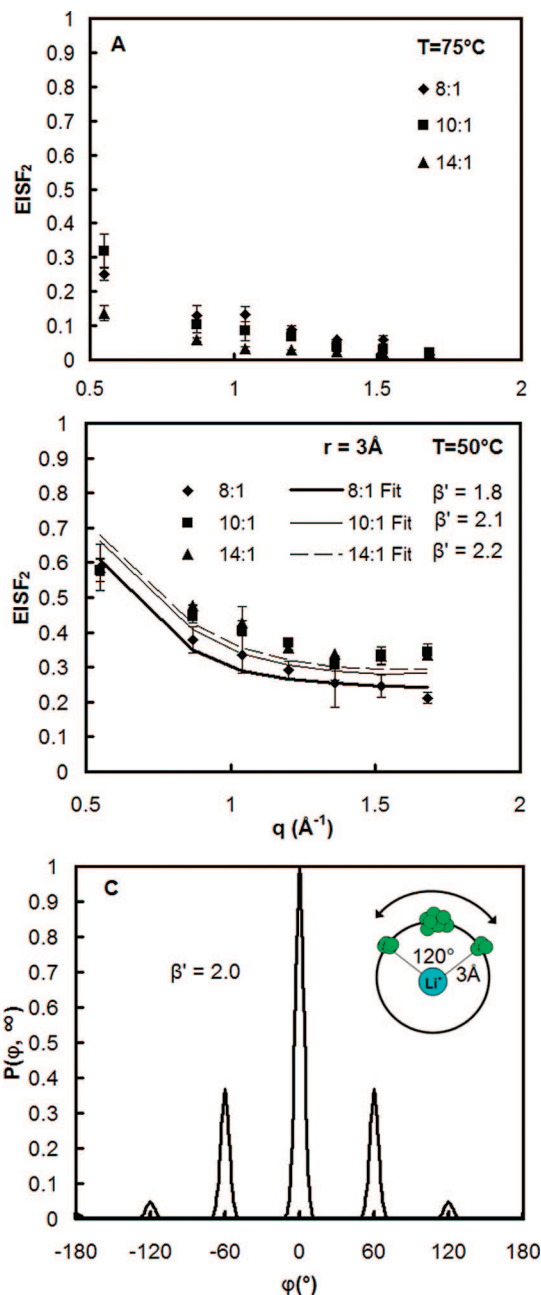 A
T=75°C
8:1
10:1
14:1
EISF₂
1
0.9
0.8
0.7
0.6
0.5
0.4
0.3
0.2
0.1
0
0.5 1 1.5 2
r = 3Å T=50°C
8:1 8:1 Fit β' = 1.8
10:1 10:1 Fit β' = 2.1
14:1 14:1 Fit β' = 2.2
EISF₂
1
0.9
0.8
0.7
0.6
0.5
0.4
0.3
0.2
0.1
0
0.5 1 1.5 2
q (Å⁻¹)
C
β' = 2.0
120°
3Å
Li⁺
P(φ, ∞)
1
0.9
0.8
0.7
0.6
0.5
0.4
0.3
0.2
0.1
0
-180 -120 -60 0 60 120 180
φ(°)